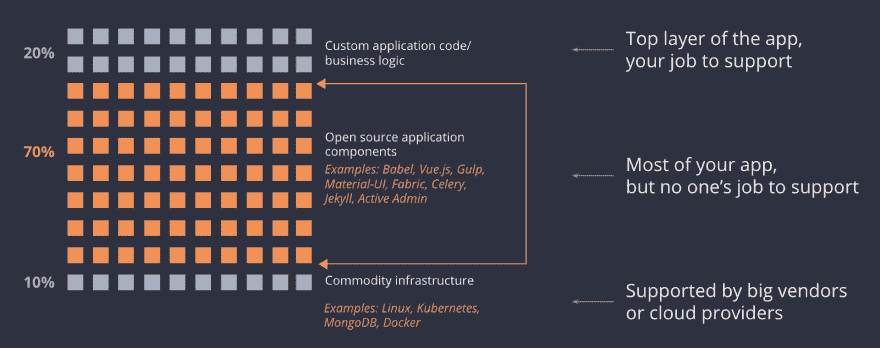 20%
Custom application code/
business logic
Top layer of the app,
your job to support
70%
Open source application
components
Examples: Babel, Vue.js, Gulp,
Material-UI, Fabric, Celery,
Jekyll, Active Admin
Most of your app,
but no one's job to support
10%
Commodity infrastructure
Examples: Linux, Kubernetes,
MongoDB, Docker
Supported by big vendors
or cloud providers